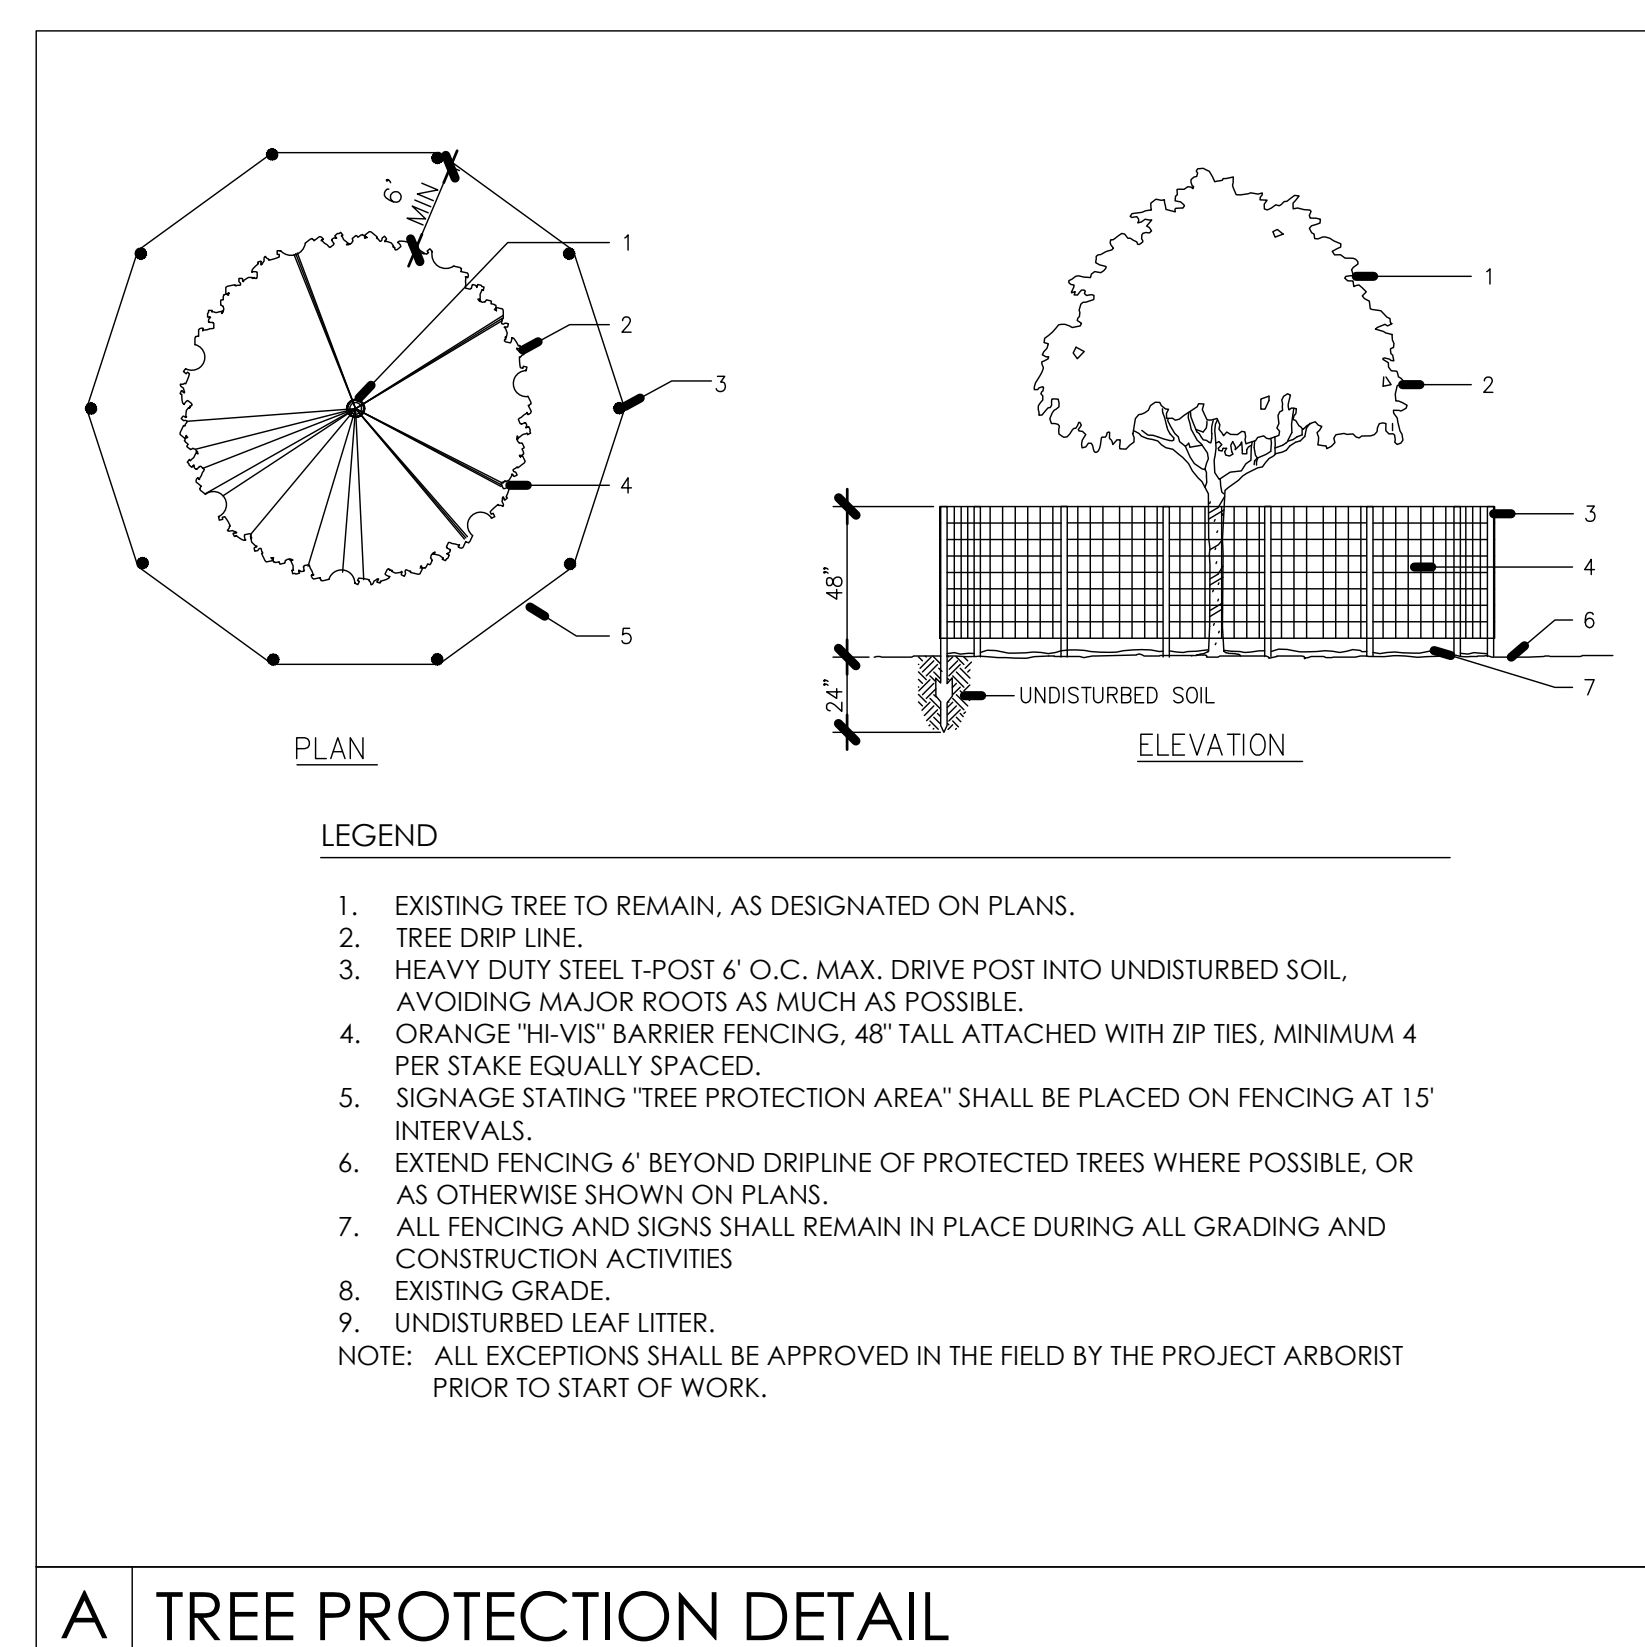 6'
MIN
1
2
3
4
5
PLAN
1
2
3
4
6
7
48"
24"
UNDISTURBED SOIL
ELEVATION
LEGEND
1. EXISTING TREE TO REMAIN, AS DESIGNATED ON PLANS.
2. TREE DRIP LINE.
3. HEAVY DUTY STEEL T-POST 6' O.C. MAX. DRIVE POST INTO UNDISTURBED SOIL,
AVOIDING MAJOR ROOTS AS MUCH AS POSSIBLE.
4. ORANGE "HI-VIS" BARRIER FENCING, 48" TALL ATTACHED WITH ZIP TIES, MINIMUM 4
PER STAKE EQUALLY SPACED.
5. SIGNAGE STATING "TREE PROTECTION AREA" SHALL BE PLACED ON FENCING AT 15'
INTERVALS.
6. EXTEND FENCING 6' BEYOND DRIPLINE OF PROTECTED TREES WHERE POSSIBLE, OR
AS OTHERWISE SHOWN ON PLANS.
7. ALL FENCING AND SIGNS SHALL REMAIN IN PLACE DURING ALL GRADING AND
CONSTRUCTION ACTIVITIES
8. EXISTING GRADE.
9. UNDISTURBED LEAF LITTER.
NOTE: ALL EXCEPTIONS SHALL BE APPROVED IN THE FIELD BY THE PROJECT ARBORIST
PRIOR TO START OF WORK.
A TREE PROTECTION DETAIL